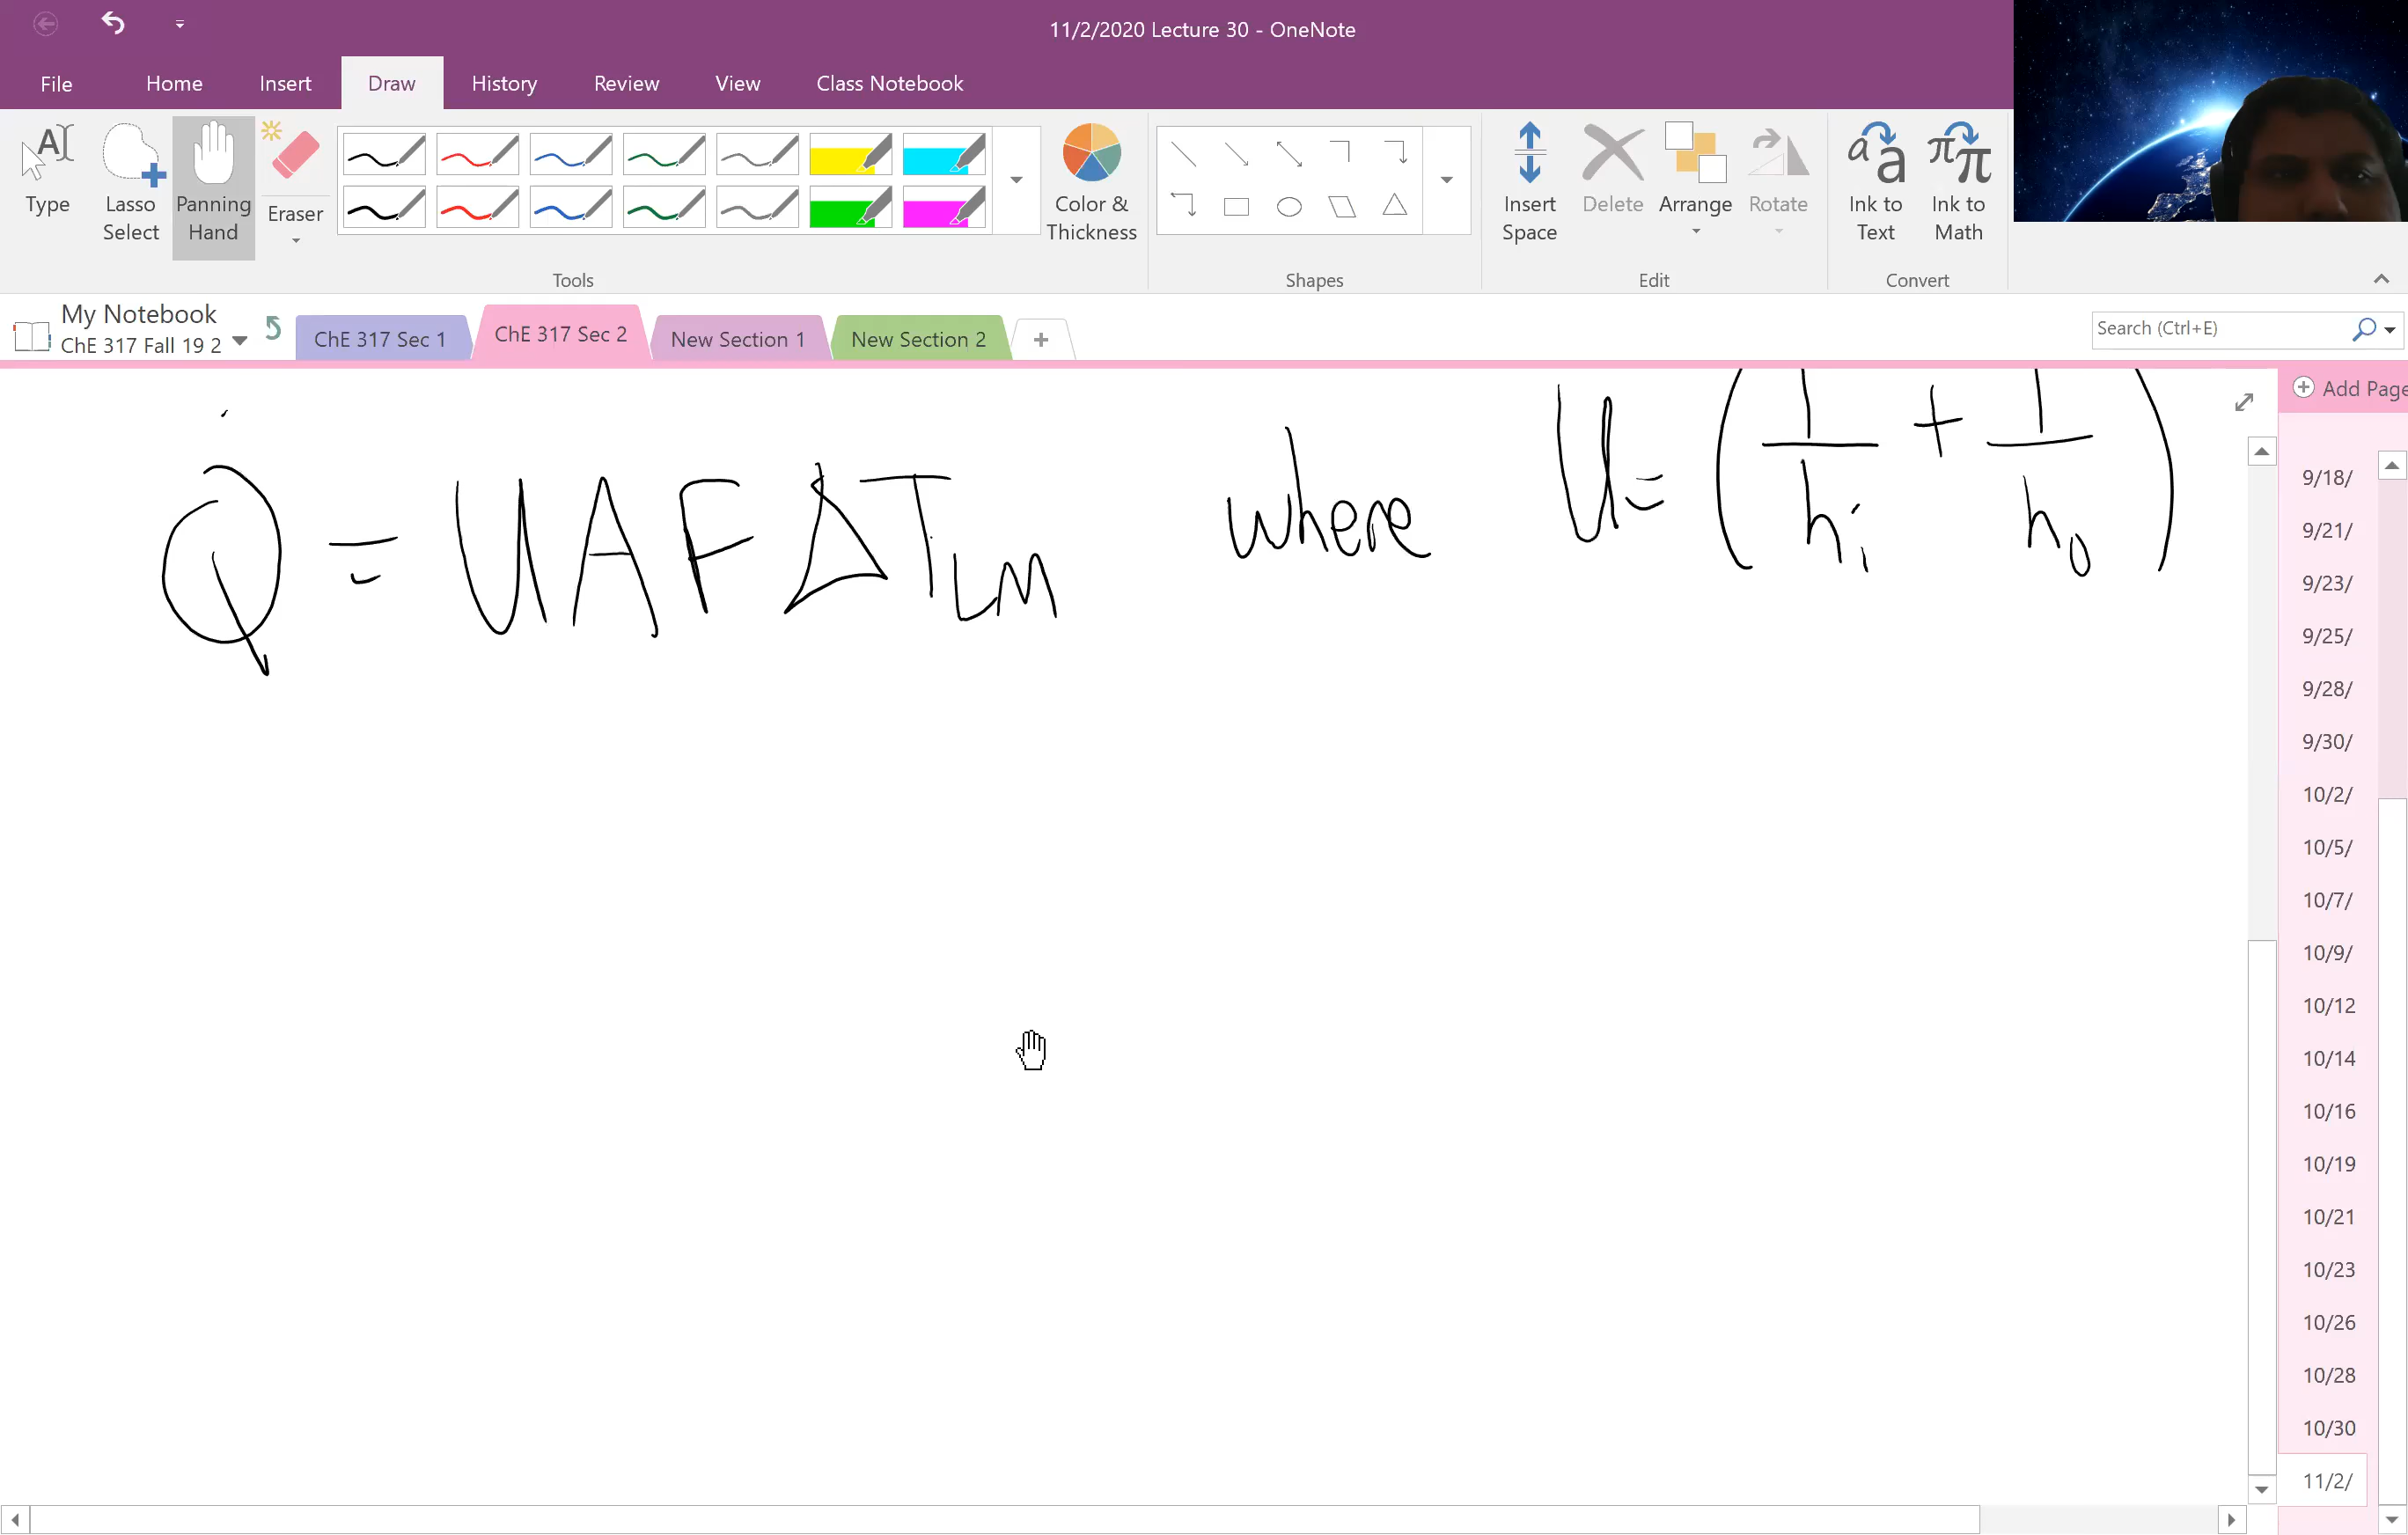 11/2/2020 Lecture 30 - OneNote
File Home Insert Draw History Review View Class Notebook
Type
Lasso Select
Panning Hand
Eraser
Color & Thickness
Insert Space
Delete
Arrange
Rotate
Ink to Text
Ink to Math
Tools Shapes Edit Convert
My Notebook
ChE 317 Fall 19 2
ChE 317 Sec 1
ChE 317 Sec 2
New Section 1
New Section 2
+
Search (Ctrl+E)
Add Page
Q̇ = UAFΔT_LM where U = (1/hᵢ + 1/h₀)
9/18/
9/21/
9/23/
9/25/
9/28/
9/30/
10/2/
10/5/
10/7/
10/9/
10/12
10/14
10/16
10/19
10/21
10/23
10/26
10/28
10/30
11/2/